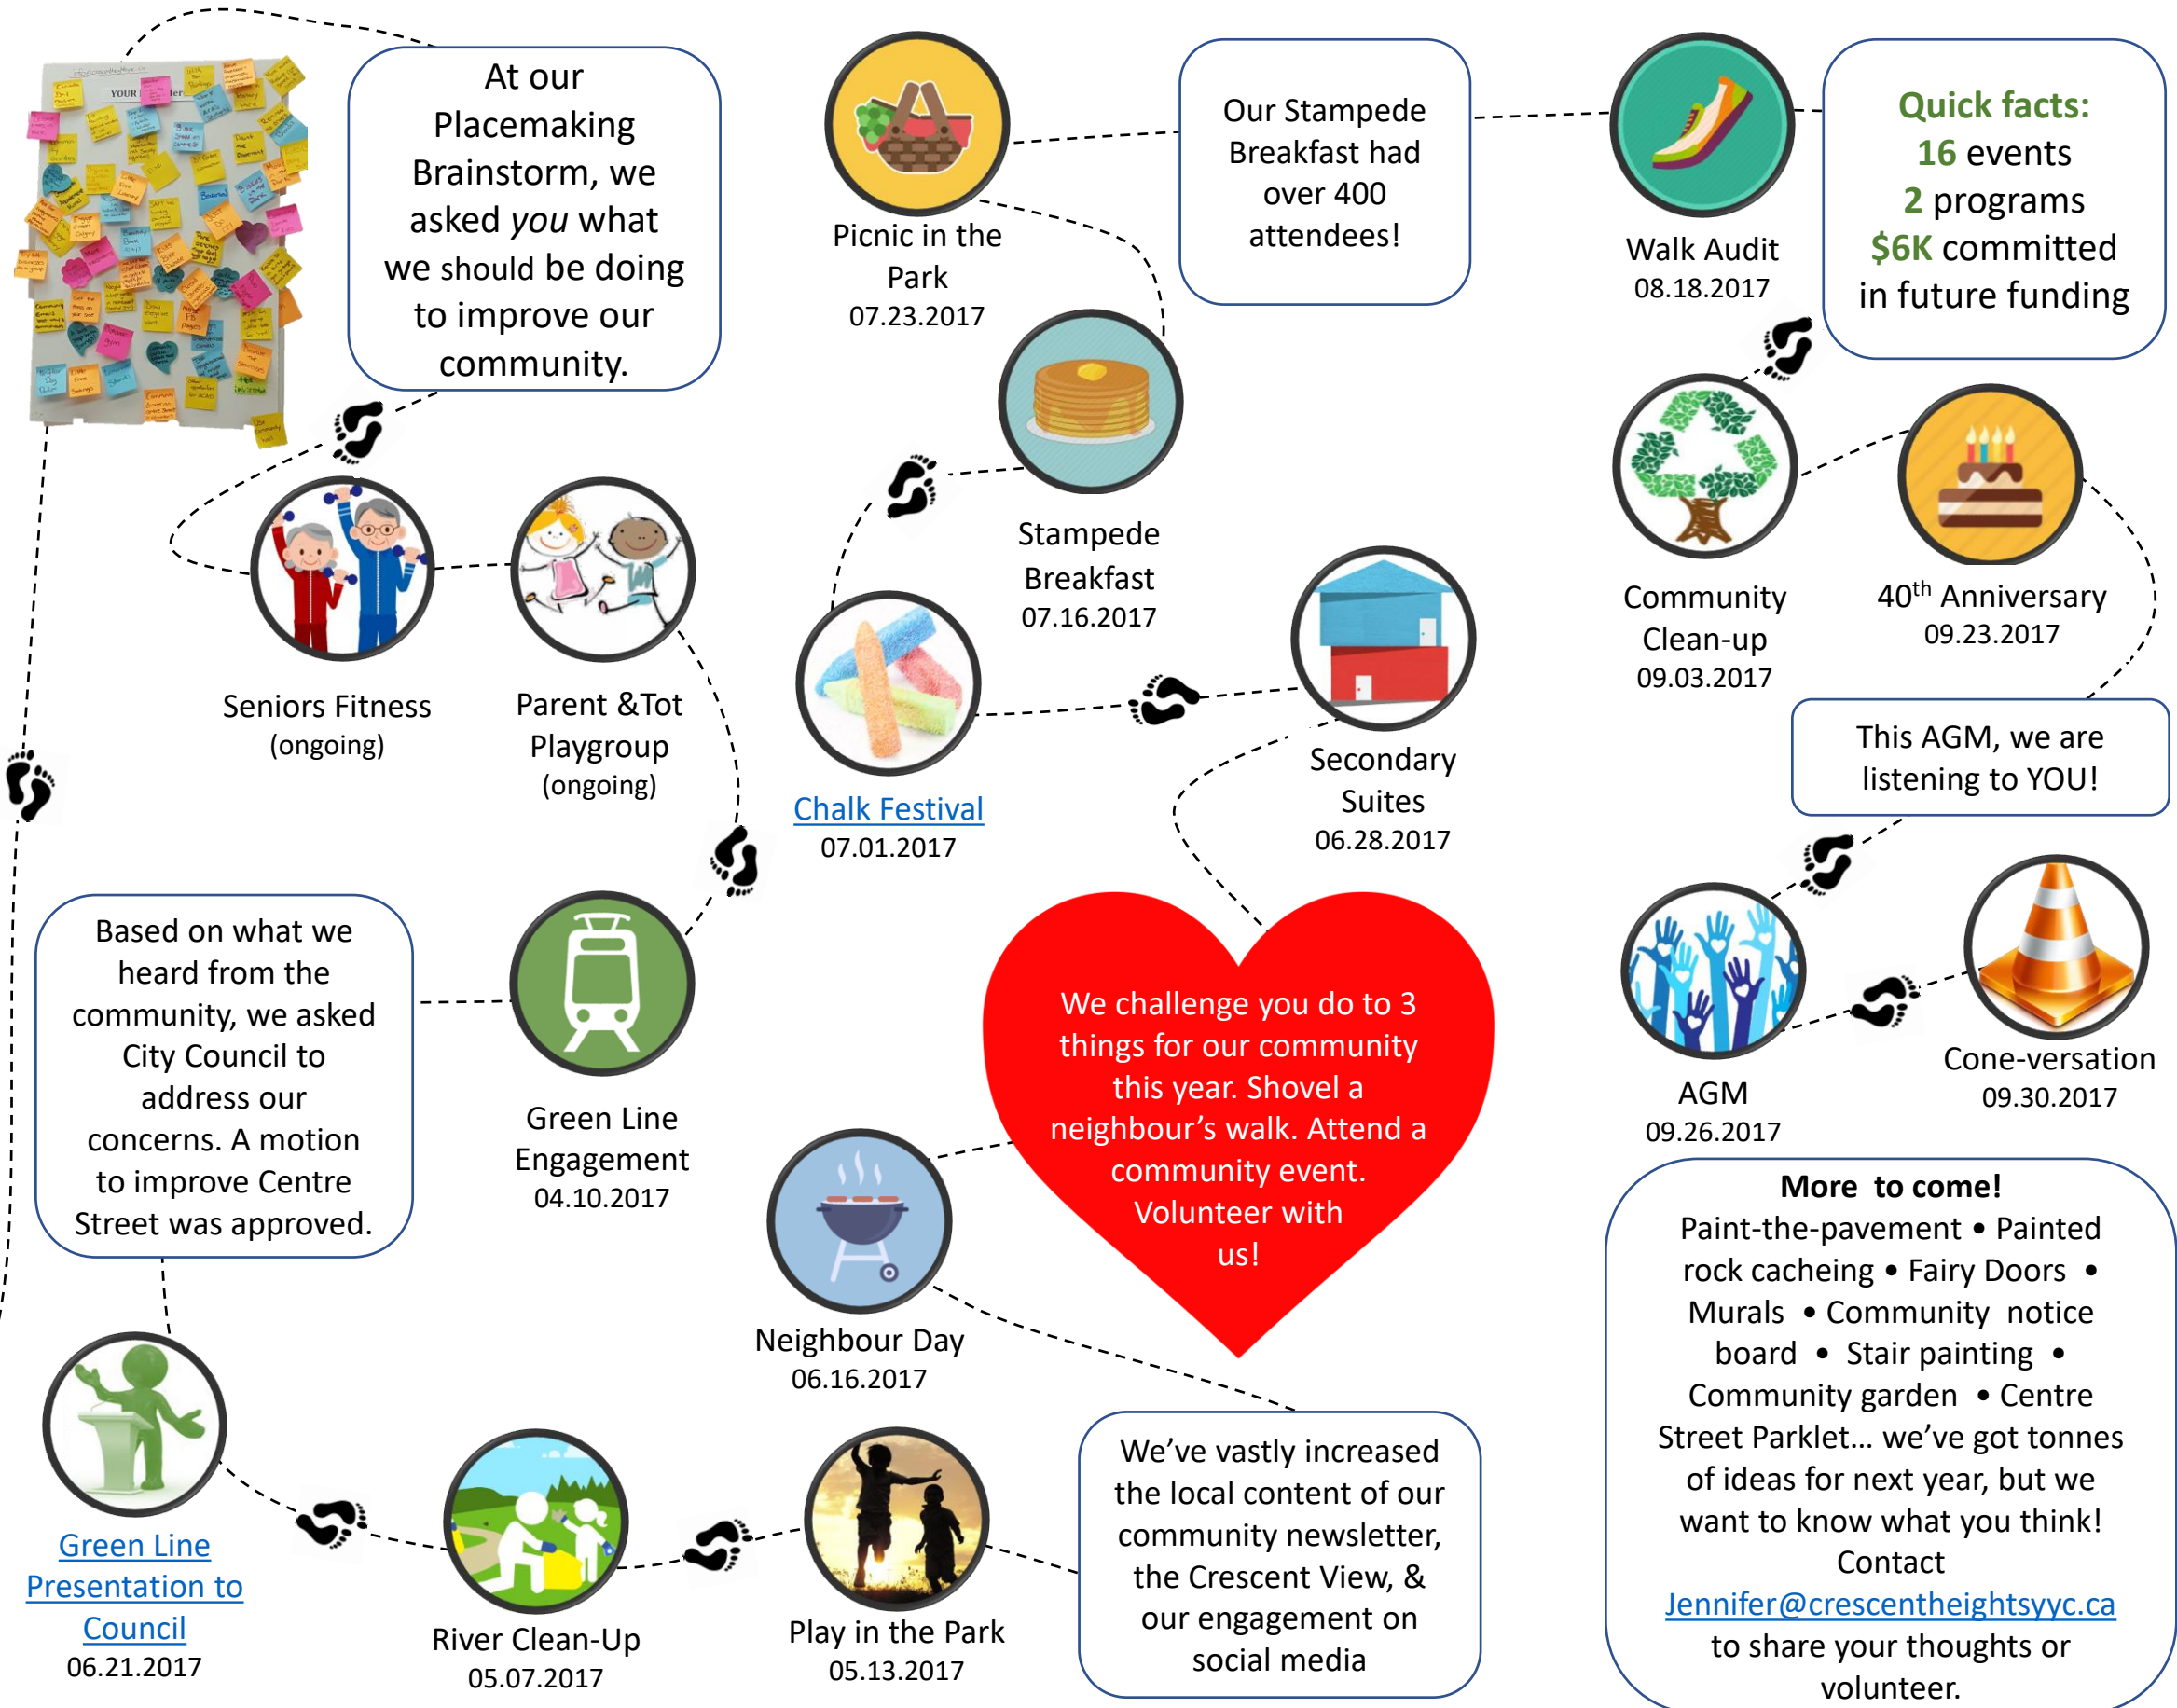 At our
Placemaking
Brainstorm, we
asked you what
we should be doing
to improve our
community.
Seniors Fitness
(ongoing)
Parent &Tot
Playgroup
(ongoing)
Green Line
Engagement
04.10.2017
Based on what we
heard from the
community, we asked
City Council to
address our
concerns. A motion
to improve Centre
Street was approved.
Green Line
Presentation to
Council
06.21.2017
River Clean-Up
05.07.2017
Play in the Park
05.13.2017
We’ve vastly increased
the local content of our
community newsletter,
the Crescent View, &
our engagement on
social media
Neighbour Day
06.16.2017
We challenge you do to 3
things for our community
this year. Shovel a
neighbour’s walk. Attend a
community event.
Volunteer with
us!
Secondary
Suites
06.28.2017
Chalk Festival
07.01.2017
Stampede
Breakfast
07.16.2017
Picnic in the
Park
07.23.2017
Our Stampede
Breakfast had
over 400
attendees!
Walk Audit
08.18.2017
Quick facts:
16 events
2 programs
$6K committed
in future funding
Community
Clean-up
09.03.2017
40th Anniversary
09.23.2017
This AGM, we are
listening to YOU!
AGM
09.26.2017
Cone-versation
09.30.2017
More to come!
Paint-the-pavement • Painted
rock cacheing • Fairy Doors •
Murals • Community notice
board • Stair painting •
Community garden • Centre
Street Parklet… we’ve got tonnes
of ideas for next year, but we
want to know what you think!
Contact
Jennifer@crescentheightsyyc.ca
to share your thoughts or
volunteer.
YOUR